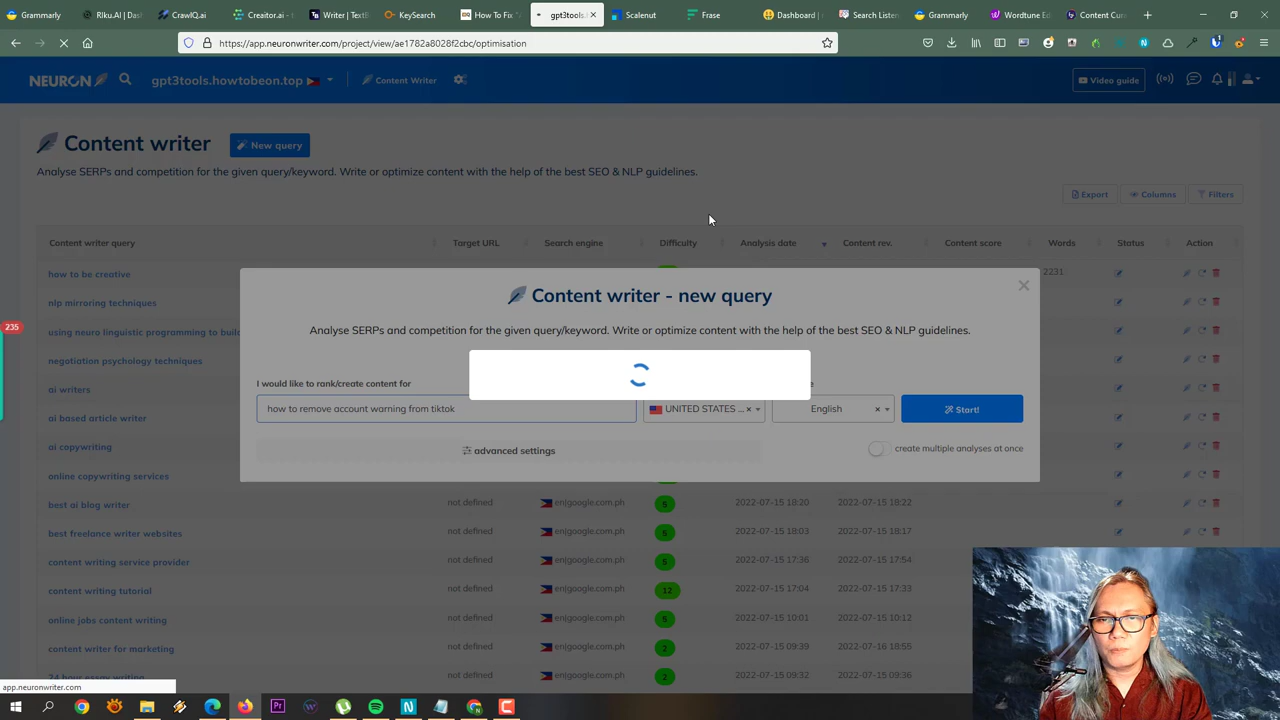 Grammarly
Riku.AI | Das
CrawlQ.ai
Creaitor.ai -
Writer | TextB
KeySearch
How To Fix "A
gpt3tools.
Scalenut
Frase
Dashboard |
Search Listen
Grammarly
Wordtune Edi
Content Cura
https://app.neuronwriter.com/project/view/ae1782a8028f2cbc/optimisation
NEURON
gpt3tools.howtobeon.top
Content Writer
Video guide
Content writer
New query
Analyse SERPs and competition for the given query/keyword. Write or optimize content with the help of the best SEO & NLP guidelines.
Export
Columns
Filters
Content writer query
Target URL
Search engine
Difficulty
Analysis date
Content rev.
Content score
Words
Status
Action
how to be creative
2231
nlp mirroring techniques
using neuro linguistic programming to build
negotiation psychology techniques
ai writers
ai based article writer
ai copywriting
online copywriting services
Content writer - new query
Analyse SERPs and competition for the given query/keyword. Write or optimize content with the help of the best SEO & NLP guidelines.
I would like to rank/create content for
how to remove account warning from tiktok
UNITED STATES ... ×
English ×
Start!
advanced settings
create multiple analyses at once
best ai blog writer not defined en|google.com.ph 6 2022-07-15 18:20 2022-07-15 18:22
best freelance writer websites not defined en|google.com.ph 6 2022-07-15 18:03 2022-07-15 18:17
content writing service provider not defined en|google.com.ph 6 2022-07-15 17:36 2022-07-15 17:54
content writing tutorial not defined en|google.com.ph 12 2022-07-15 17:04 2022-07-15 17:33
online jobs content writing not defined en|google.com.ph 5 2022-07-15 10:01 2022-07-15 10:12
content writer for marketing not defined en|google.com.ph 2 2022-07-15 09:39 2022-07-16 18:55
24 hour essay writing not defined en|google.com.ph 2 2022-07-15 09:32 2022-07-15 09:36
235
app.neuronwriter.com